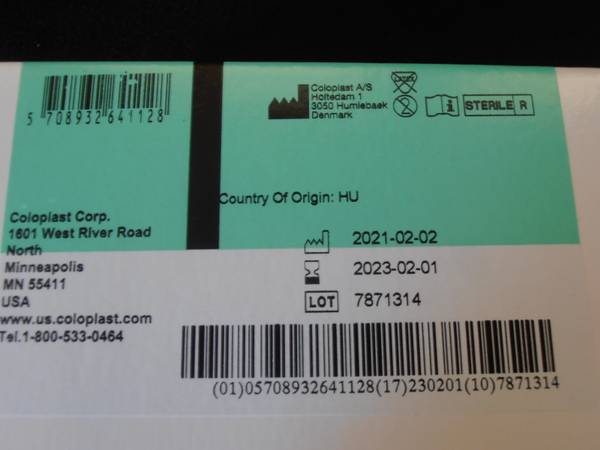 5 708932 641128
Coloplast A/S
Holtedam 1
3050 Humlebaek
Denmark
LATEX
2
i
STERILE R
Country Of Origin: HU
Coloplast Corp.
1601 West River Road
North
Minneapolis
MN 55411
USA
www.us.coloplast.com
Tel.1-800-533-0464
2021-02-02
2023-02-01
LOT 7871314
(01)05708932641128(17)230201(10)7871314